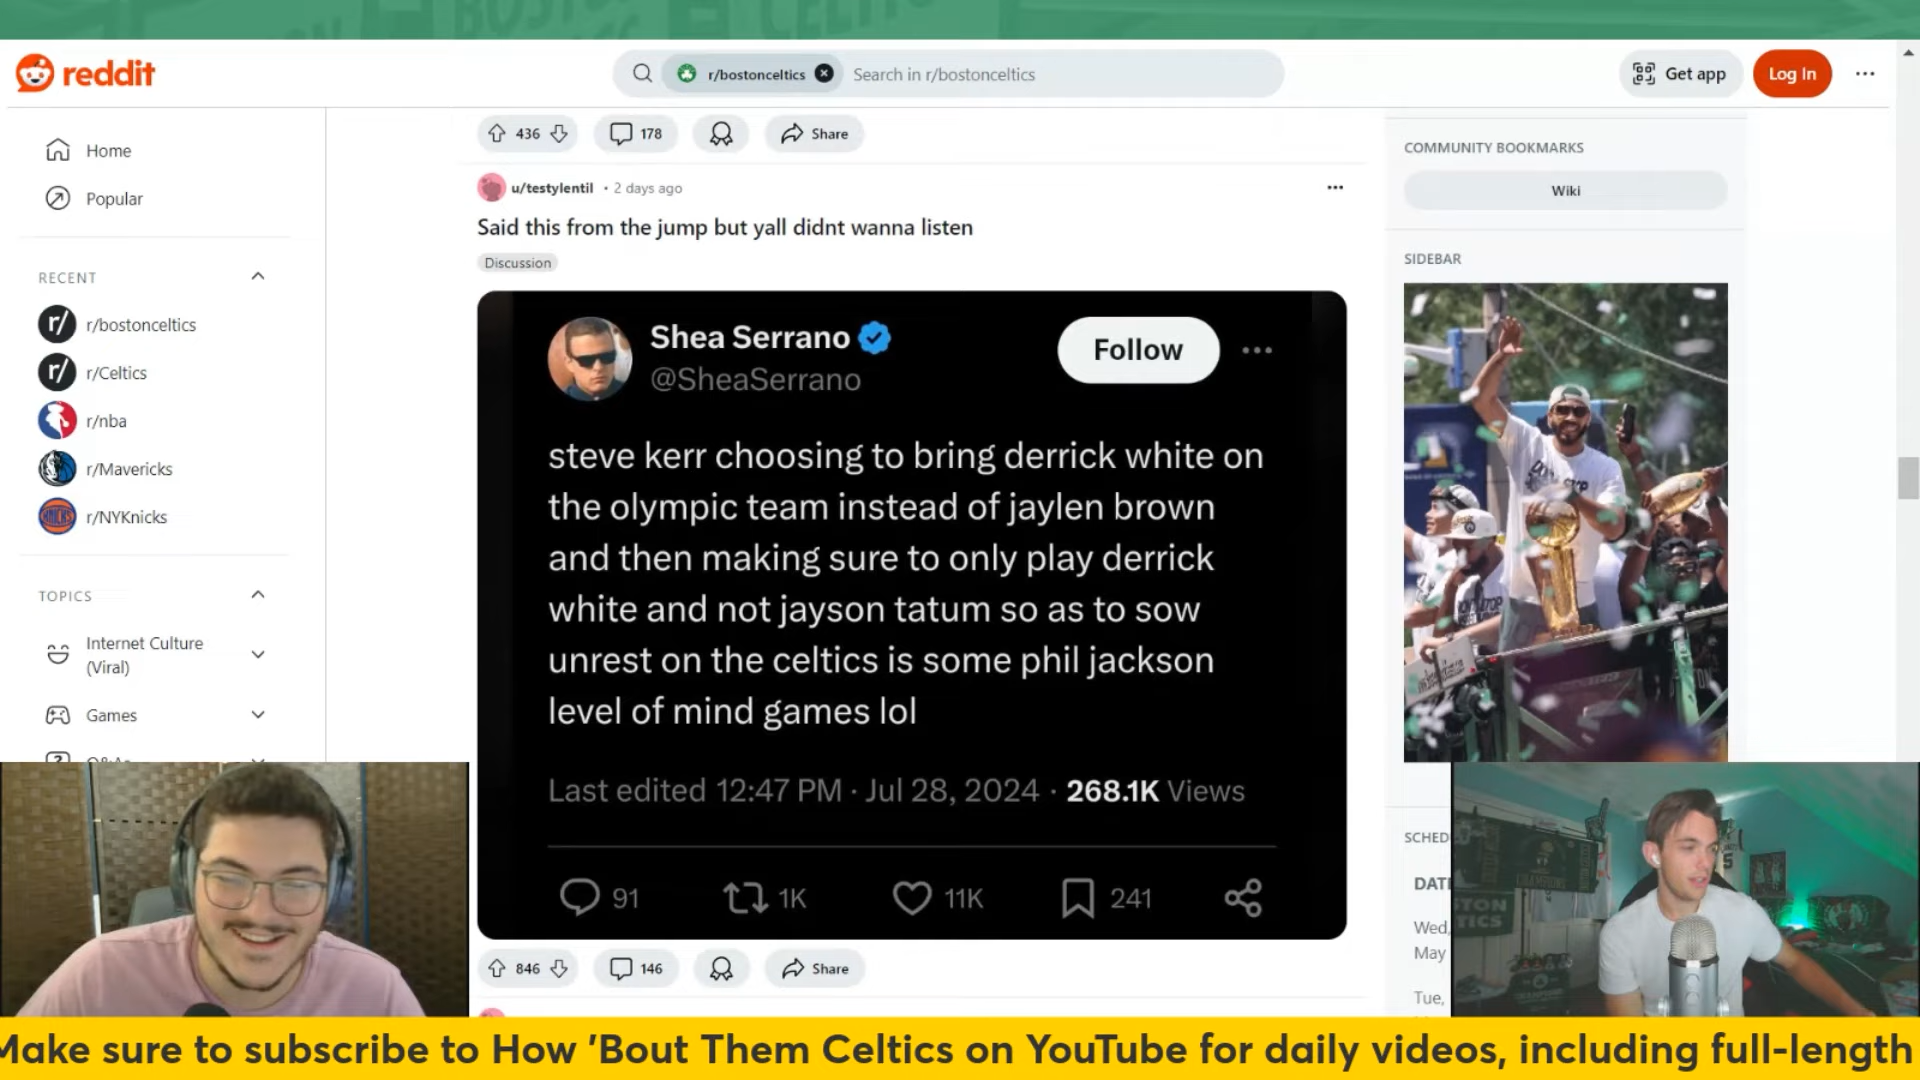 BOSTON
CELTICS
reddit
r/bostonceltics
Search in r/bostonceltics
Get app
Log In
Home
Popular
RECENT
r/bostonceltics
r/Celtics
r/nba
r/Mavericks
r/NYKnicks
TOPICS
Internet Culture
(Viral)
Games
436
178
Share
u/testylentil • 2 days ago
Said this from the jump but yall didnt wanna listen
Discussion
Shea Serrano
@SheaSerrano
Follow
steve kerr choosing to bring derrick white on
the olympic team instead of jaylen brown
and then making sure to only play derrick
white and not jayson tatum so as to sow
unrest on the celtics is some phil jackson
level of mind games lol
Last edited 12:47 PM · Jul 28, 2024 · 268.1K Views
91
1K
11K
241
846
146
Share
COMMUNITY BOOKMARKS
Wiki
SIDEBAR
SCHED
DATE
Wed,
May
Tue,
CHAMPIONS
Make sure to subscribe to How 'Bout Them Celtics on YouTube for daily videos, including full-length